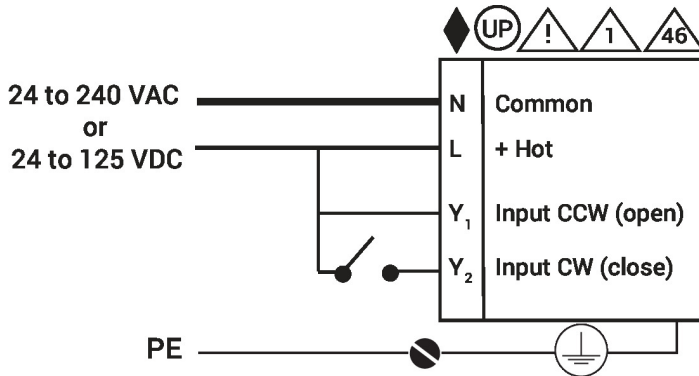 UP ! 1 46
24 to 240 VAC
or
24 to 125 VDC
N Common
L + Hot
Y1 Input CCW (open)
Y2 Input CW (close)
PE